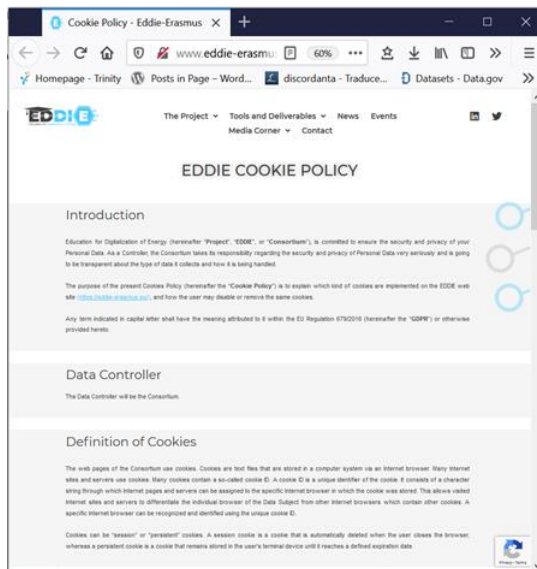 Cookie Policy - Eddie-Erasmus
www.eddie-erasmu
60%
Homepage - Trinity
Posts in Page – Word...
discordanta - Traduce...
Datasets - Data.gov
EDDIE
The Project
Tools and Deliverables
News
Events
Media Corner
Contact
EDDIE COOKIE POLICY
Introduction
Education for Digitalization of Energy (hereinafter "Project", "EDDIE", or "Consortium"), is committed to ensure the security and privacy of your
Personal Data. As a Controller, the Consortium takes its responsibility regarding the security and privacy of Personal Data very seriously and is going
to be transparent about the type of data it collects and how it is being handled.
The purpose of the present Cookies Policy (hereinafter the "Cookie Policy") is to explain which kind of cookies are implemented on the EDDIE web
site (https://eddie-erasmus.eu/), and how the user may disable or remove the same cookies.
Any term indicated in capital letter shall have the meaning attributed to it within the EU Regulation 679/2016 (hereinafter the "GDPR") or otherwise
provided hereto.
Data Controller
The Data Controller will be the Consortium.
Definition of Cookies
The web pages of the Consortium use cookies. Cookies are text files that are stored in a computer system via an Internet browser. Many Internet
sites and servers use cookies. Many cookies contain a so-called cookie ID. A cookie ID is a unique identifier of the cookie. It consists of a character
string through which Internet pages and servers can be assigned to the specific Internet browser in which the cookie was stored. This allows visited
Internet sites and servers to differentiate the individual browser of the Data Subject from other Internet browsers, which contain other cookies. A
specific Internet browser can be recognized and identified using the unique cookie ID.
Cookies can be "session" or "persistent" cookies. A session cookie is a cookie that is automatically deleted when the user closes the browser,
whereas a persistent cookie is a cookie that remains stored in the user's terminal device until it reaches a defined expiration date.
Privacy - Terms